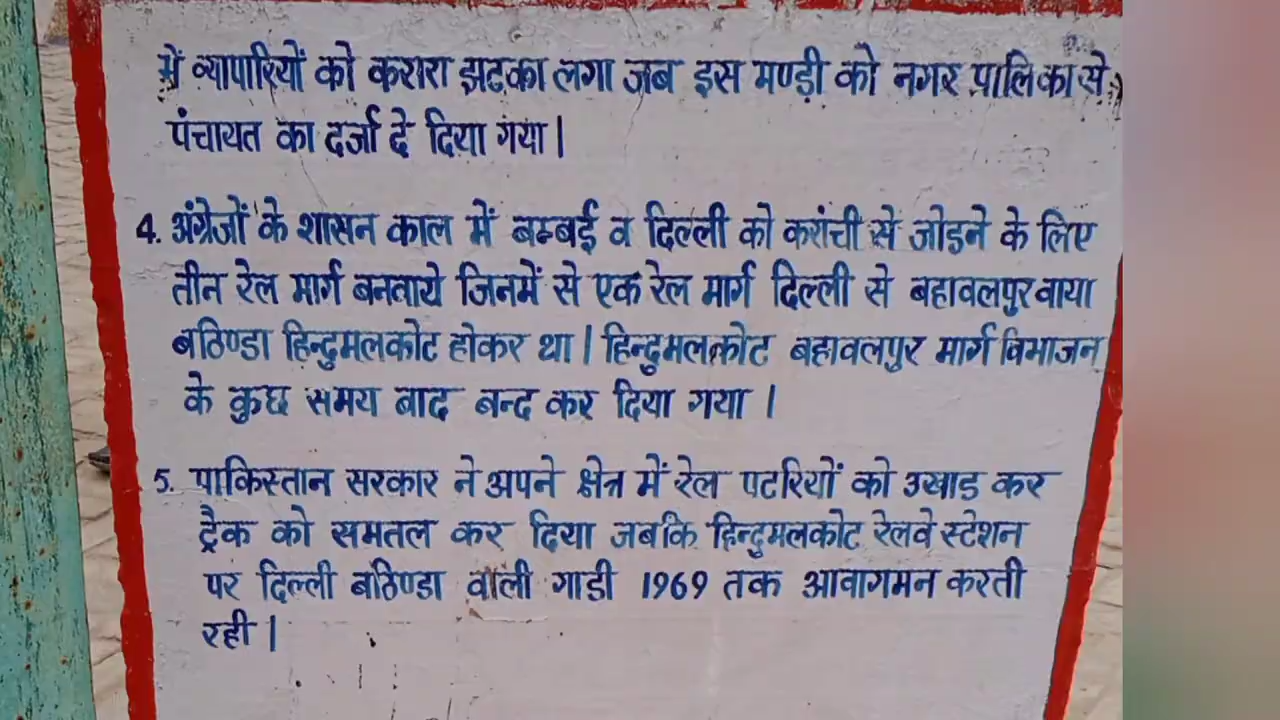 में व्यापारियों को करारा झटका लगा जब इस मण्ड़ी को नगर पालिका से
पंचायत का दर्जा दे दिया गया।
4. अंग्रेजों के शासन काल में बम्बई व दिल्ली को करांची से जोड़ने के लिए
तीन रेल मार्ग बनवाये जिनमें से एक रेल मार्ग दिल्ली से बहावलपुर वाया
बठिण्डा हिन्दुमलकोट होकर था। हिन्दुमलकोट बहावलपुर मार्ग विभाजन
के कुछ समय बाद बन्द कर दिया गया ।
5. पाकिस्तान सरकार ने अपने क्षेत्र में रेल पटरियों को उखाड कर
ट्रैक को समतल कर दिया जबकि हिन्दुमलकोट रेलवे स्टेशन
पर दिल्ली बठिण्डा वाली गाडी 1969 तक आवागमन करती
रही।